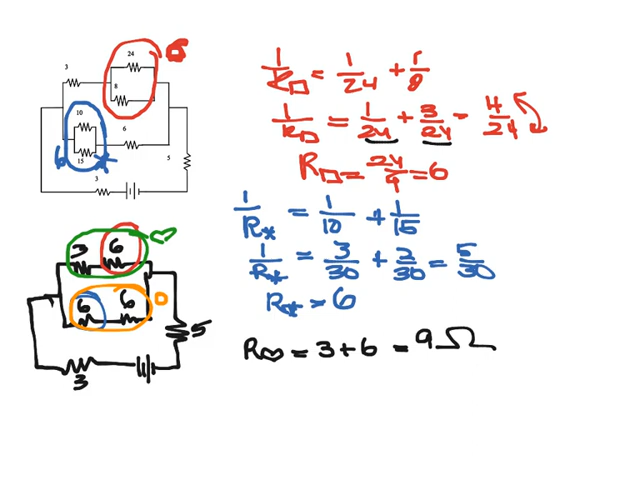 24
6
3
8
10
6
6
15
5
3
1/R□ = 1/24 + 1/8
1/R□ = 1/24 + 3/24 = 4/24
R□ = 24/4 = 6
1/R* = 1/10 + 1/15
1/R* = 3/30 + 2/30 = 5/30
R* = 6
3 6 ♡
6 6
5
3
R♡ = 3 + 6 = 9Ω